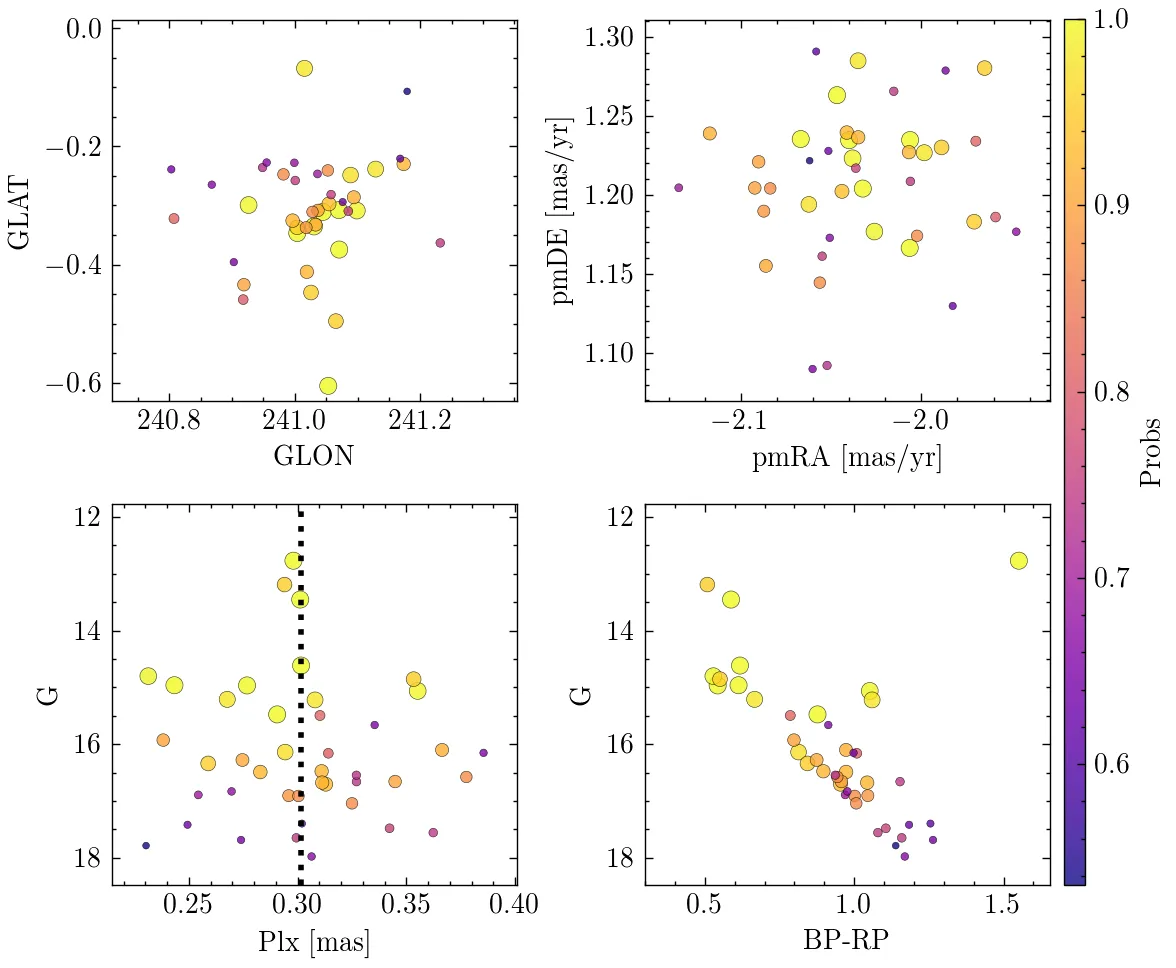 0.0
−0.2
−0.4
−0.6
GLAT
240.8 241.0 241.2
GLON
1.30
1.25
1.20
1.15
1.10
pmDE [mas/yr]
−2.1 −2.0
pmRA [mas/yr]
12
14
16
18
G
0.25 0.30 0.35 0.40
Plx [mas]
12
14
16
18
G
0.5 1.0 1.5
BP-RP
1.0
0.9
0.8
0.7
0.6
Probs